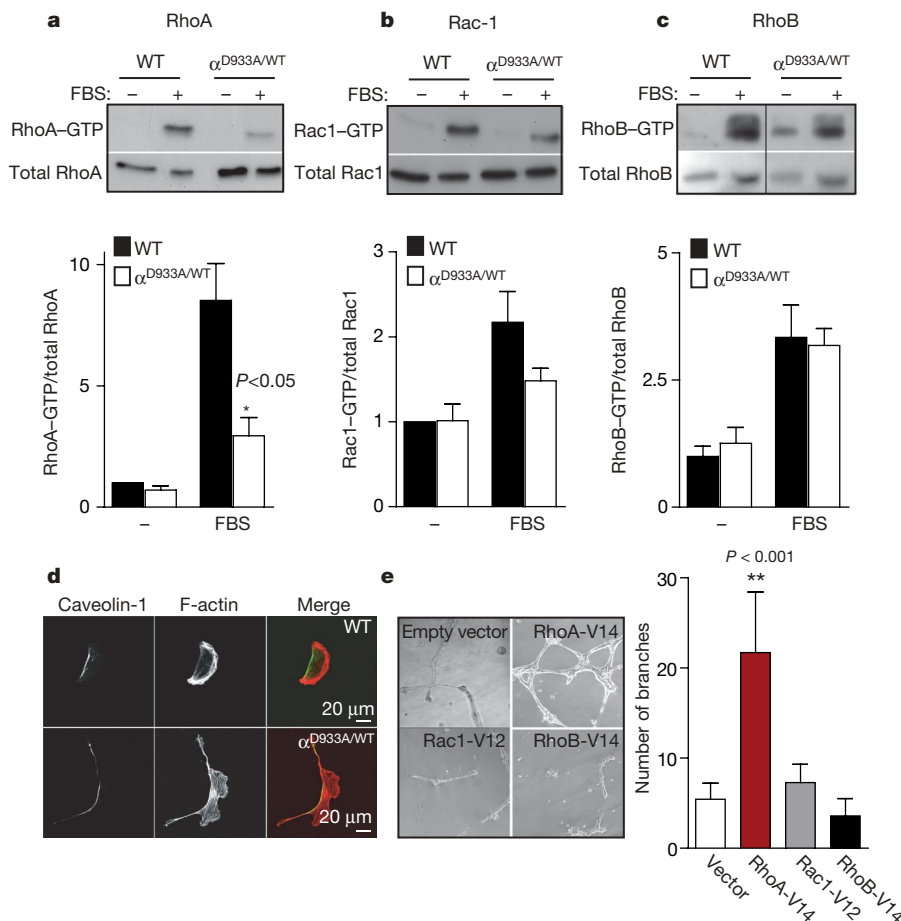 a RhoA
WT αD933A/WT
FBS: – + – +
RhoA–GTP
Total RhoA
WT
αD933A/WT
10
5
0
RhoA–GTP/total RhoA
P<0.05
*
– FBS
b Rac-1
WT αD933A/WT
FBS: – + – +
Rac1–GTP
Total Rac1
WT
αD933A/WT
3
2
1
0
Rac1–GTP/total Rac1
– FBS
c RhoB
WT αD933A/WT
FBS: – + – +
RhoB–GTP
Total RhoB
WT
αD933A/WT
5
2.5
0
RhoB–GTP/total RhoB
– FBS
d
Caveolin-1 F-actin Merge
WT
20 μm
αD933A/WT
20 μm
e
Empty vector RhoA-V14
Rac1-V12 RhoB-V14
P < 0.001
**
30
20
10
0
Number of branches
Vector
RhoA-V14
Rac1-V12
RhoB-V14